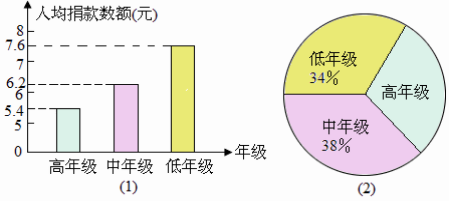 人均捐款数额(元)
8
7.6
7
6.2
6
5.4
5
0
高年级 中年级 低年级
年级
(1)
低年级
34%
高年级
中年级
38%
(2)